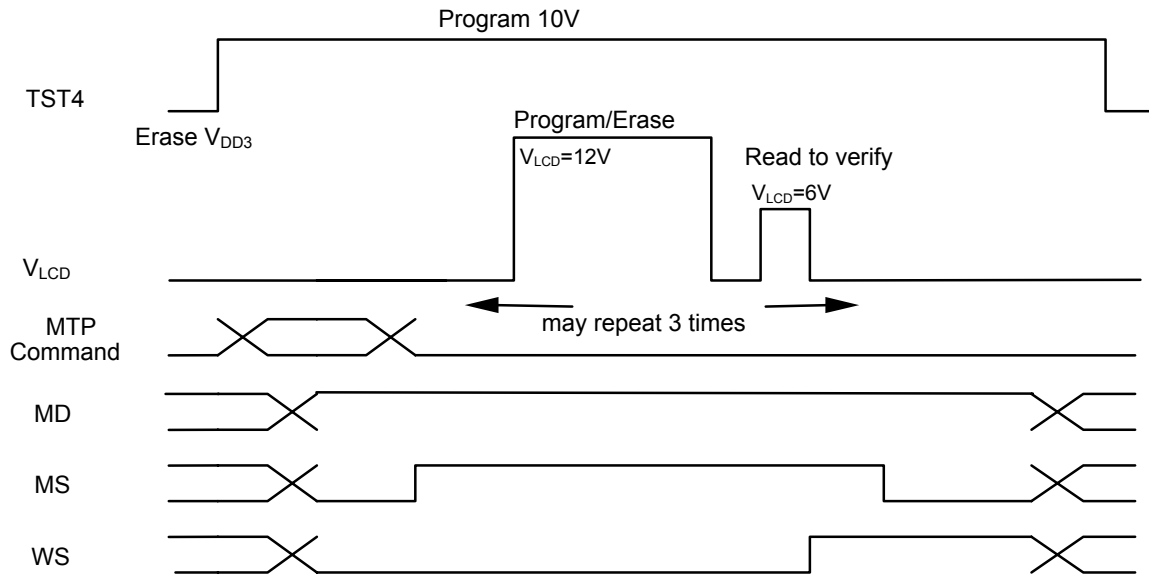 Program 10V
TST4
Erase VDD3
Program/Erase
VLCD=12V
Read to verify
VLCD=6V
VLCD
may repeat 3 times
MTP
Command
MD
MS
WS